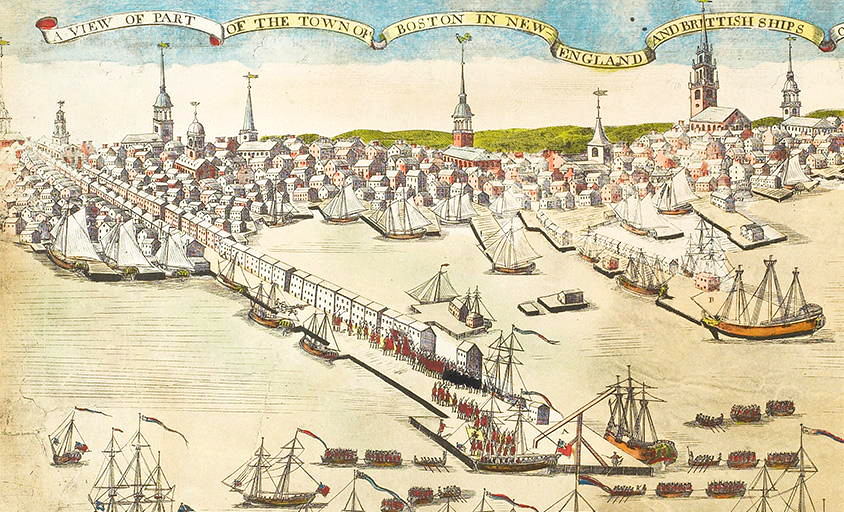 A VIEW OF PART OF THE TOWN OF BOSTON IN NEW ENGLAND AND BRITTISH SHIPS